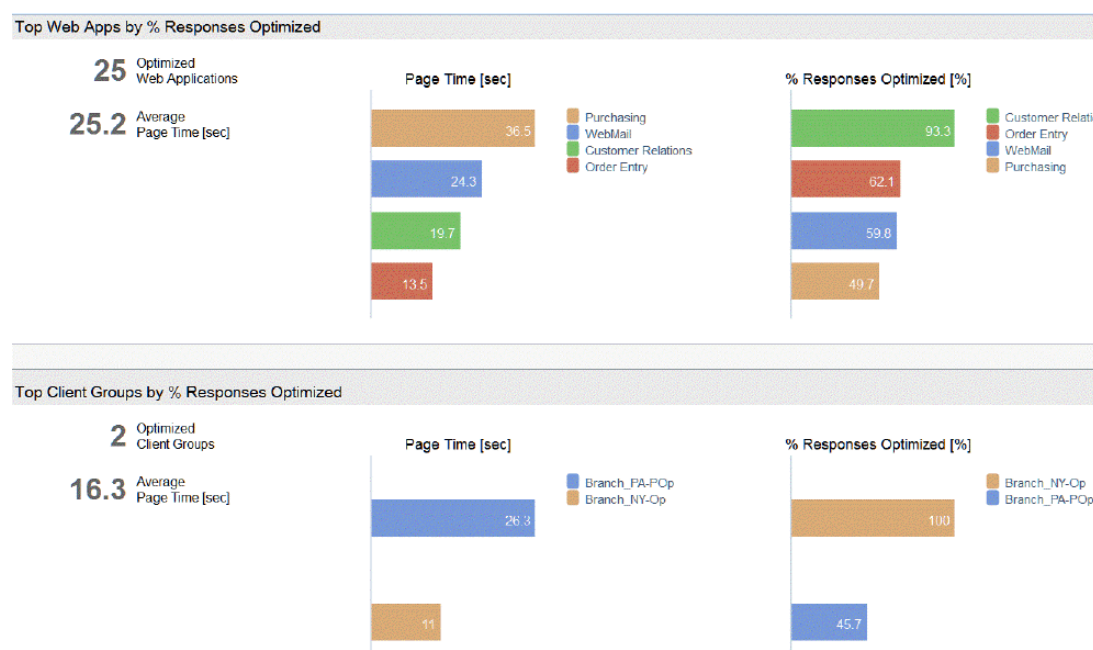 Top Web Apps by % Responses Optimized
25 Optimized
Web Applications
25.2 Average
Page Time [sec]
Page Time [sec]
36.5
24.3
19.7
13.5
Purchasing
WebMail
Customer Relations
Order Entry
% Responses Optimized [%]
93.3
62.1
59.8
49.7
Customer Relati
Order Entry
WebMail
Purchasing
Top Client Groups by % Responses Optimized
2 Optimized
Client Groups
16.3 Average
Page Time [sec]
Page Time [sec]
26.3
11
Branch_PA-POp
Branch_NY-Op
% Responses Optimized [%]
100
45.7
Branch_NY-Op
Branch_PA-POp